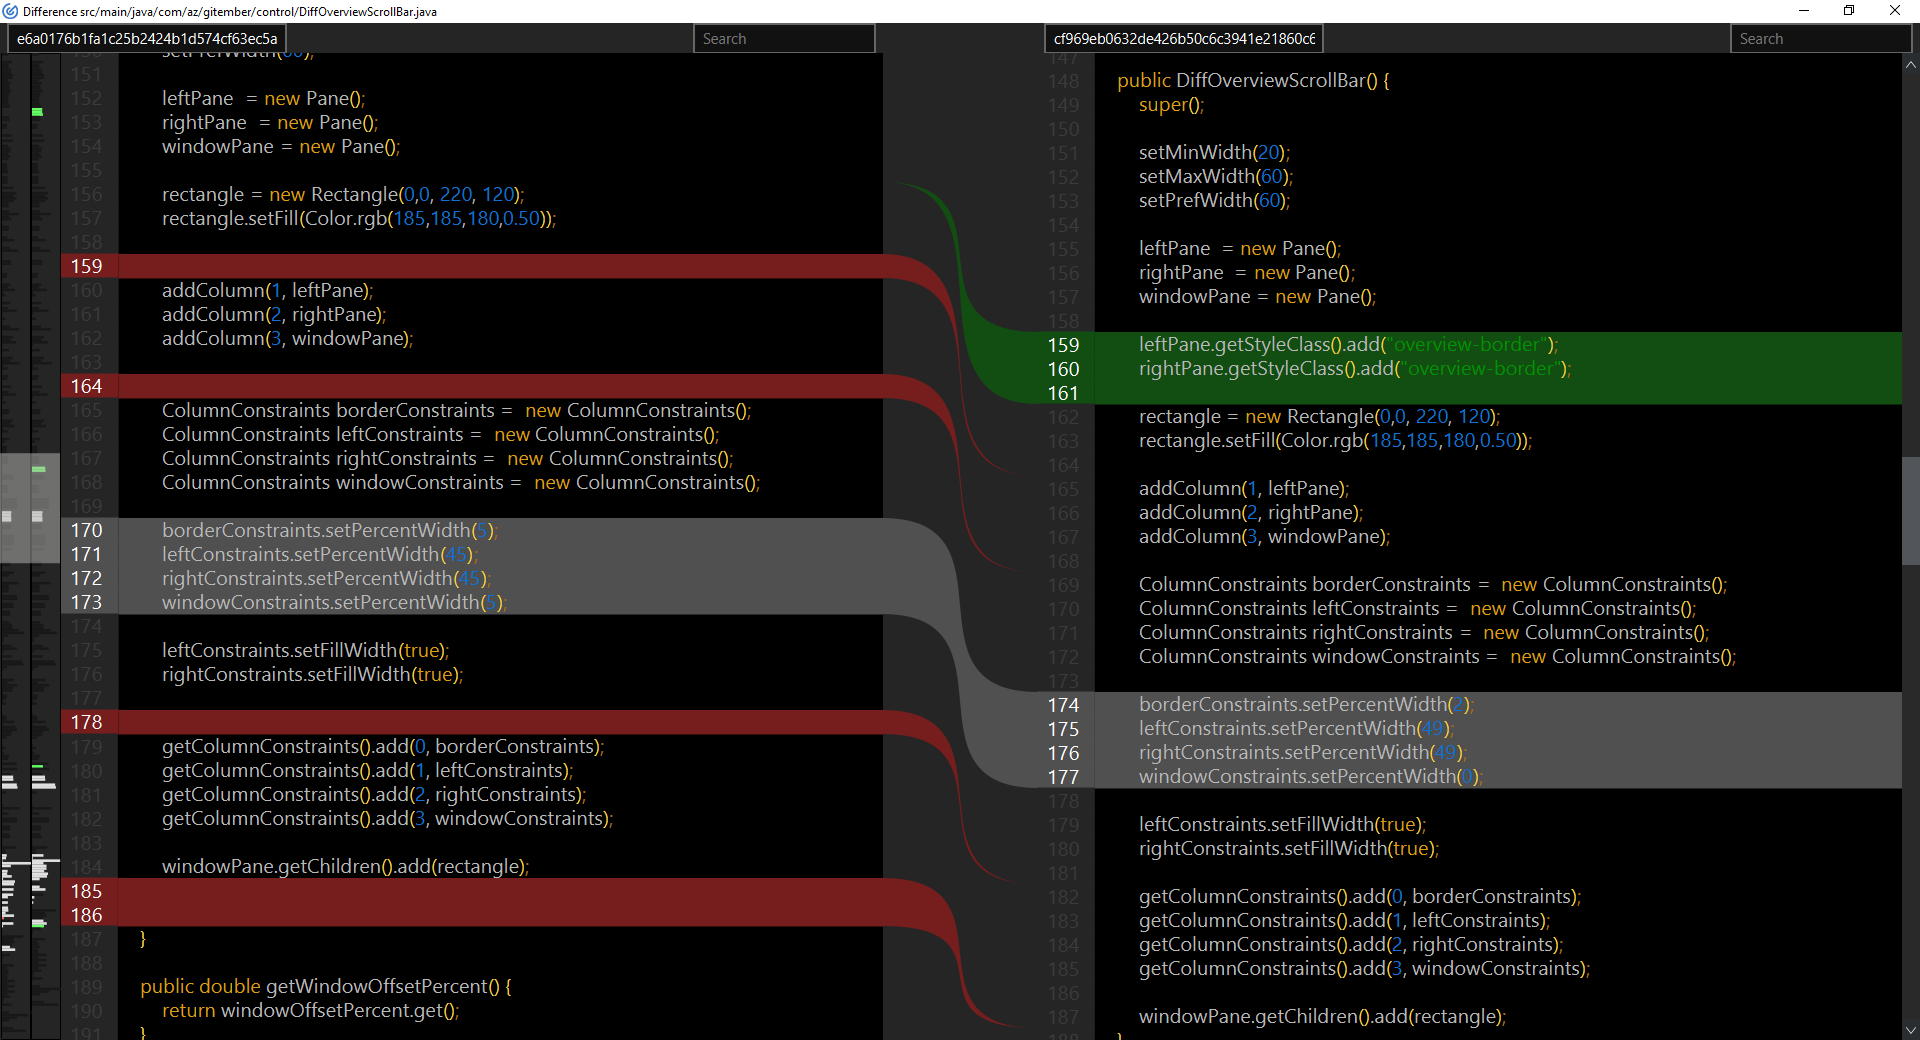 Difference src/main/java/com/az/gitember/control/DiffOverviewScrollBar.java
e6a0176b1fa1c25b2424b1d574cf63ec5a
Search
151
152 leftPane  = new Pane();
153 rightPane  = new Pane();
154 windowPane = new Pane();
155
156 rectangle = new Rectangle(0,0, 220, 120);
157 rectangle.setFill(Color.rgb(185,185,180,0.50));
158
159
160 addColumn(1, leftPane);
161 addColumn(2, rightPane);
162 addColumn(3, windowPane);
163
164
165 ColumnConstraints borderConstraints =  new ColumnConstraints();
166 ColumnConstraints leftConstraints =  new ColumnConstraints();
167 ColumnConstraints rightConstraints =  new ColumnConstraints();
168 ColumnConstraints windowConstraints =  new ColumnConstraints();
169
170 borderConstraints.setPercentWidth(5);
171 leftConstraints.setPercentWidth(45);
172 rightConstraints.setPercentWidth(45);
173 windowConstraints.setPercentWidth(5);
174
175 leftConstraints.setFillWidth(true);
176 rightConstraints.setFillWidth(true);
177
178
179 getColumnConstraints().add(0, borderConstraints);
180 getColumnConstraints().add(1, leftConstraints);
181 getColumnConstraints().add(2, rightConstraints);
182 getColumnConstraints().add(3, windowConstraints);
183
184 windowPane.getChildren().add(rectangle);
185
186
187 }
188
189 public double getWindowOffsetPercent() {
190 return windowOffsetPercent.get();
191 }
cf969eb0632de426b50c6c3941e21860c6
Search
147
148 public DiffOverviewScrollBar() {
149 super();
150
151 setMinWidth(20);
152 setMaxWidth(60);
153 setPrefWidth(60);
154
155 leftPane  = new Pane();
156 rightPane  = new Pane();
157 windowPane = new Pane();
158
159 leftPane.getStyleClass().add("overview-border");
160 rightPane.getStyleClass().add("overview-border");
161
162 rectangle = new Rectangle(0,0, 220, 120);
163 rectangle.setFill(Color.rgb(185,185,180,0.50));
164
165 addColumn(1, leftPane);
166 addColumn(2, rightPane);
167 addColumn(3, windowPane);
168
169 ColumnConstraints borderConstraints =  new ColumnConstraints();
170 ColumnConstraints leftConstraints =  new ColumnConstraints();
171 ColumnConstraints rightConstraints =  new ColumnConstraints();
172 ColumnConstraints windowConstraints =  new ColumnConstraints();
173
174 borderConstraints.setPercentWidth(2);
175 leftConstraints.setPercentWidth(49);
176 rightConstraints.setPercentWidth(49);
177 windowConstraints.setPercentWidth(0);
178
179 leftConstraints.setFillWidth(true);
180 rightConstraints.setFillWidth(true);
181
182 getColumnConstraints().add(0, borderConstraints);
183 getColumnConstraints().add(1, leftConstraints);
184 getColumnConstraints().add(2, rightConstraints);
185 getColumnConstraints().add(3, windowConstraints);
186
187 windowPane.getChildren().add(rectangle);